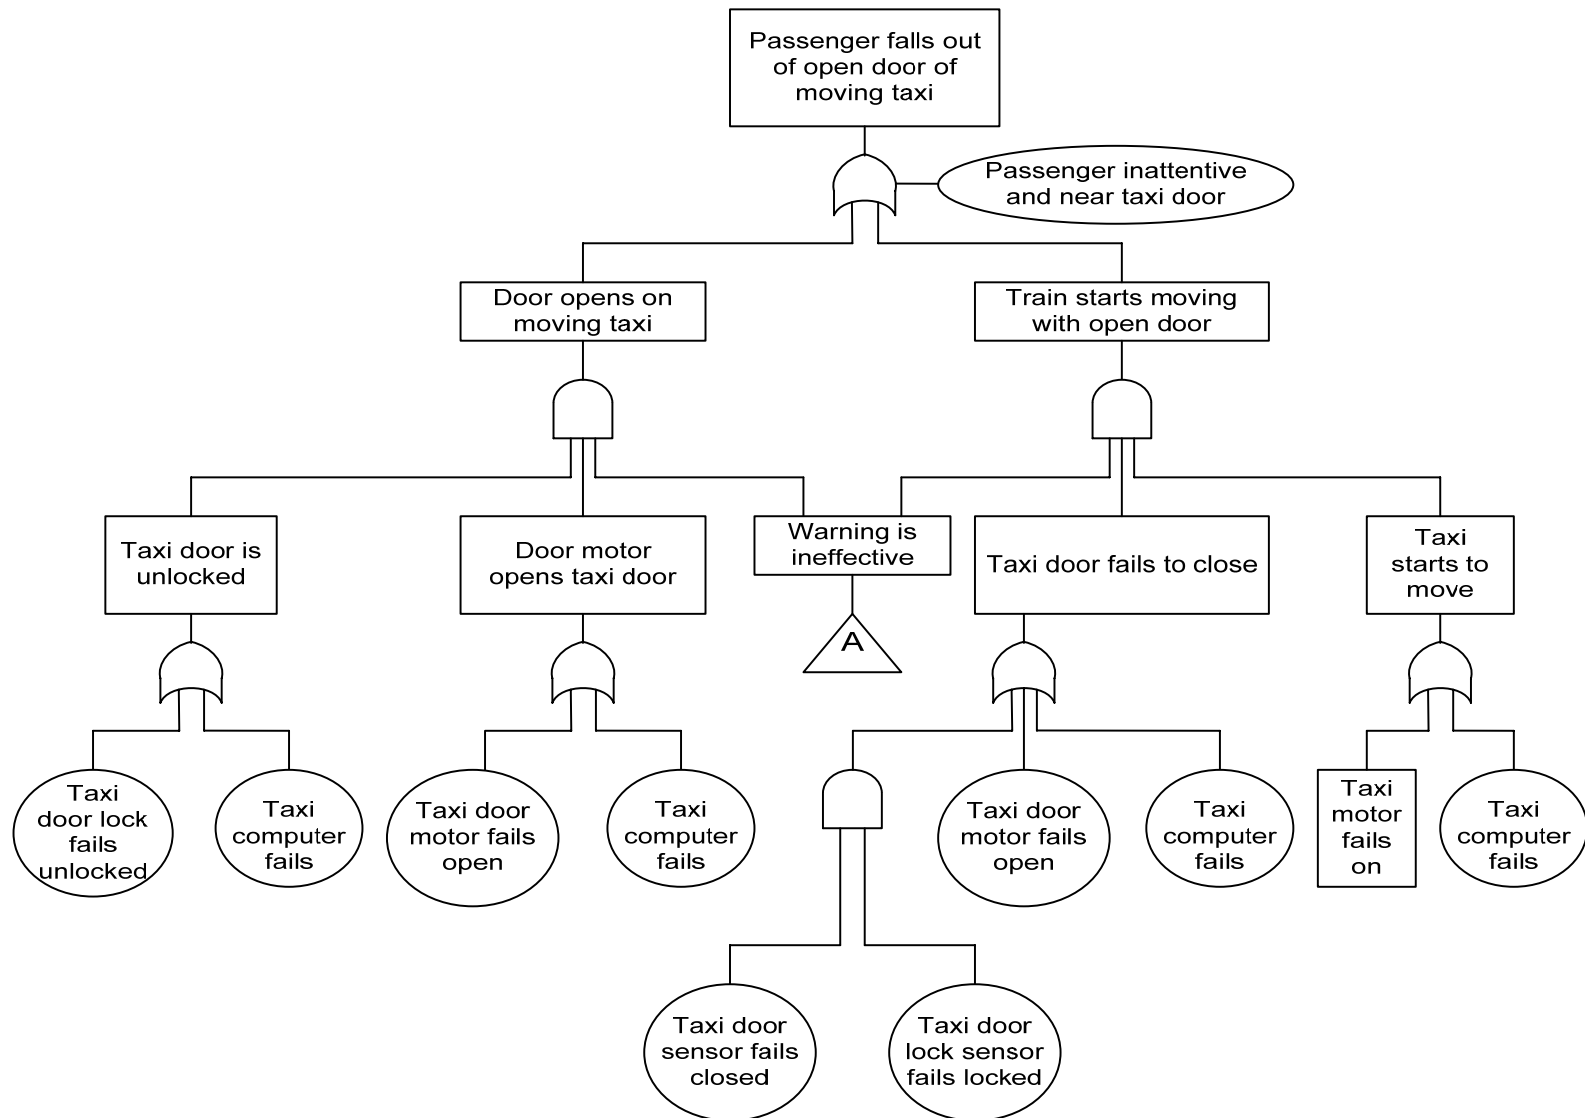 Passenger falls out
of open door of
moving taxi
Passenger inattentive
and near taxi door
Door opens on
moving taxi
Train starts moving
with open door
Taxi door is
unlocked
Door motor
opens taxi door
Warning is
ineffective
A
Taxi door fails to close
Taxi
starts to
move
Taxi
door lock
fails
unlocked
Taxi
computer
fails
Taxi door
motor fails
open
Taxi
computer
fails
Taxi door
motor fails
open
Taxi
computer
fails
Taxi
motor
fails
on
Taxi
computer
fails
Taxi door
sensor fails
closed
Taxi door
lock sensor
fails locked